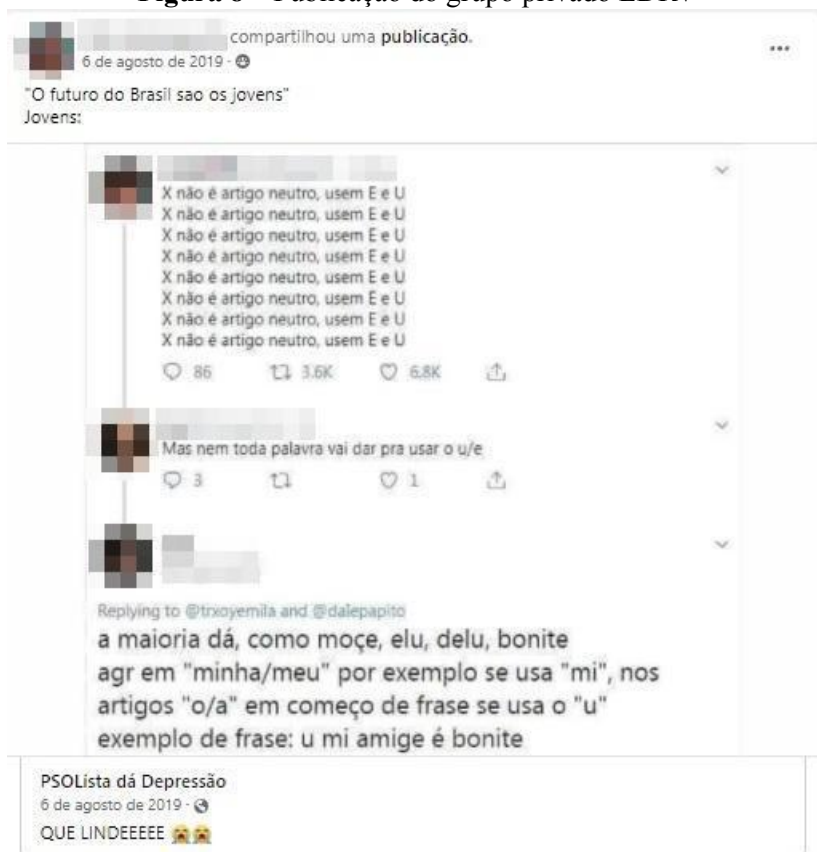 compartilhou uma publicação.
6 de agosto de 2019 ·
"O futuro do Brasil sao os jovens"
Jovens:
X não é artigo neutro, usem E e U
X não é artigo neutro, usem E e U
X não é artigo neutro, usem E e U
X não é artigo neutro, usem E e U
X não é artigo neutro, usem E e U
X não é artigo neutro, usem E e U
X não é artigo neutro, usem E e U
X não é artigo neutro, usem E e U
86 3.6K 6.8K
Mas nem toda palavra vai dar pra usar o u/e
3 1
Replying to @trxoyemila and @dalepapito
a maioria dá, como moçe, elu, delu, bonite
agr em "minha/meu" por exemplo se usa "mi", nos
artigos "o/a" em começo de frase se usa o "u"
exemplo de frase: u mi amige é bonite
PSOLista dá Depressão
6 de agosto de 2019 ·
QUE LINDEEEEE 😭😭